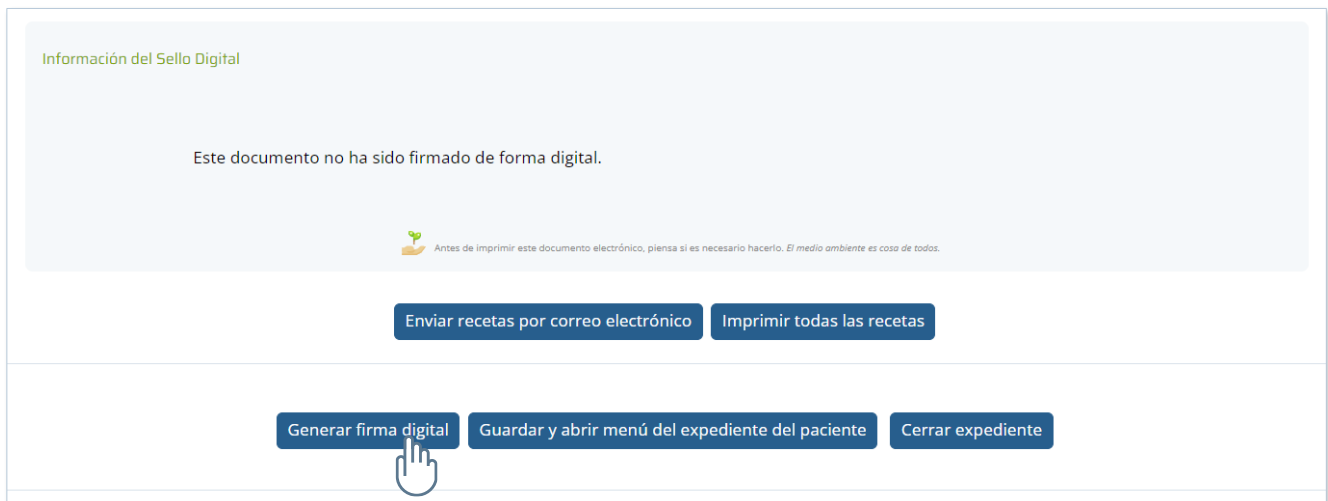 Información del Sello Digital
Este documento no ha sido firmado de forma digital.
Antes de imprimir este documento electrónico, piensa si es necesario hacerlo. El medio ambiente es cosa de todos.
Enviar recetas por correo electrónico Imprimir todas las recetas
Generar firma digital Guardar y abrir menú del expediente del paciente Cerrar expediente